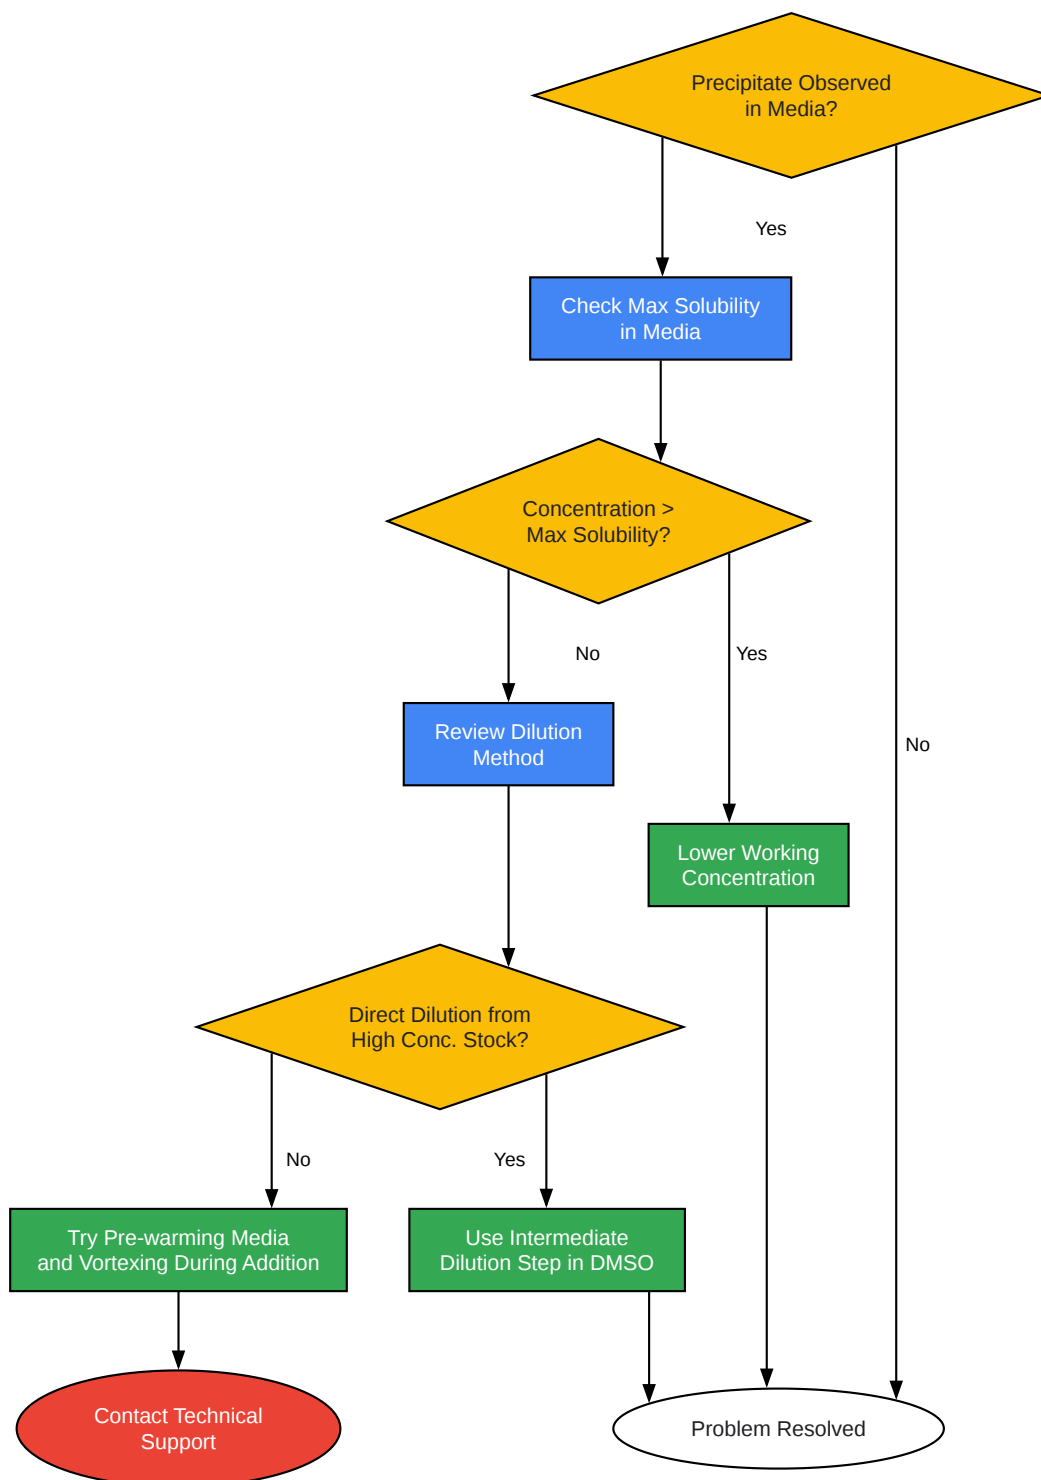 Precipitate Observed
in Media?
Yes
Check Max Solubility
in Media
Concentration >
Max Solubility?
No
Yes
Review Dilution
Method
No
Lower Working
Concentration
Direct Dilution from
High Conc. Stock?
No
Yes
Try Pre-warming Media
and Vortexing During Addition
Use Intermediate
Dilution Step in DMSO
Contact Technical
Support
Problem Resolved